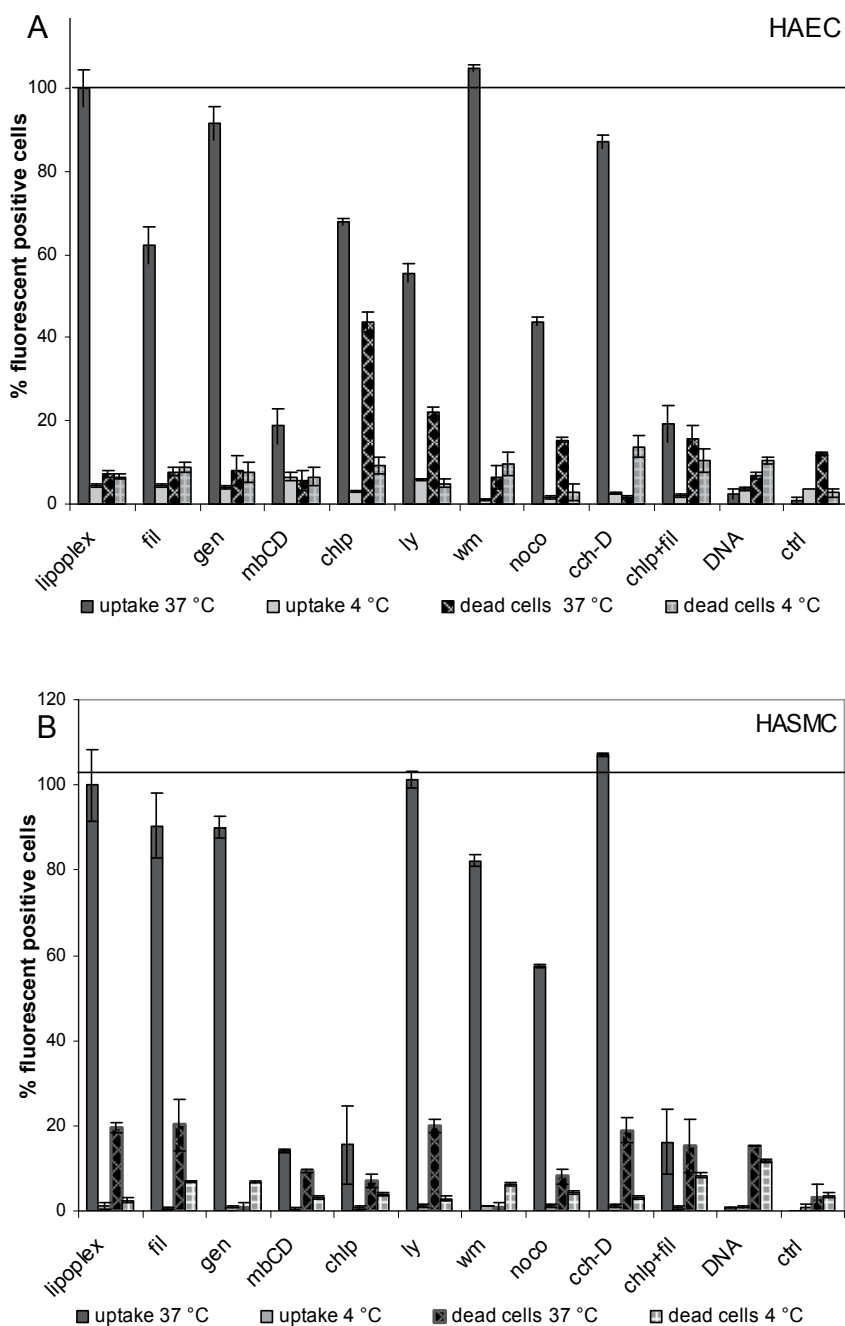 A
HAEC
% fluorescent positive cells
100
80
60
40
20
0
lipoplex
fil
gen
mbCD
chlp
ly
wm
noco
cch-D
chlp+fil
DNA
ctrl
uptake 37 °C
uptake 4 °C
dead cells 37 °C
dead cells 4 °C
B
HASMC
% fluorescent positive cells
120
100
80
60
40
20
0
lipoplex
fil
gen
mbCD
chlp
ly
wm
noco
cch-D
chlp+fil
DNA
ctrl
uptake 37 °C
uptake 4 °C
dead cells 37 °C
dead cells 4 °C